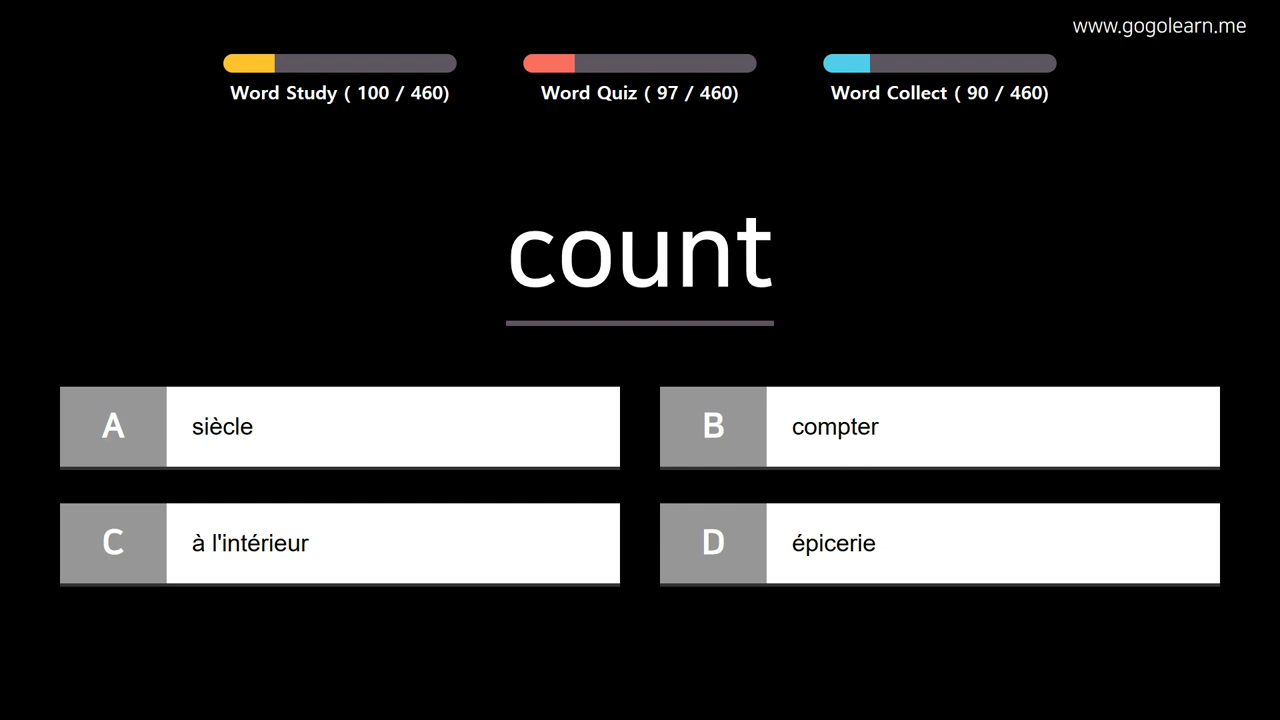 www.gogolearn.me
Word Study ( 100 / 460)
Word Quiz ( 97 / 460)
Word Collect ( 90 / 460)
count
A siècle
B compter
C à l'intérieur
D épicerie